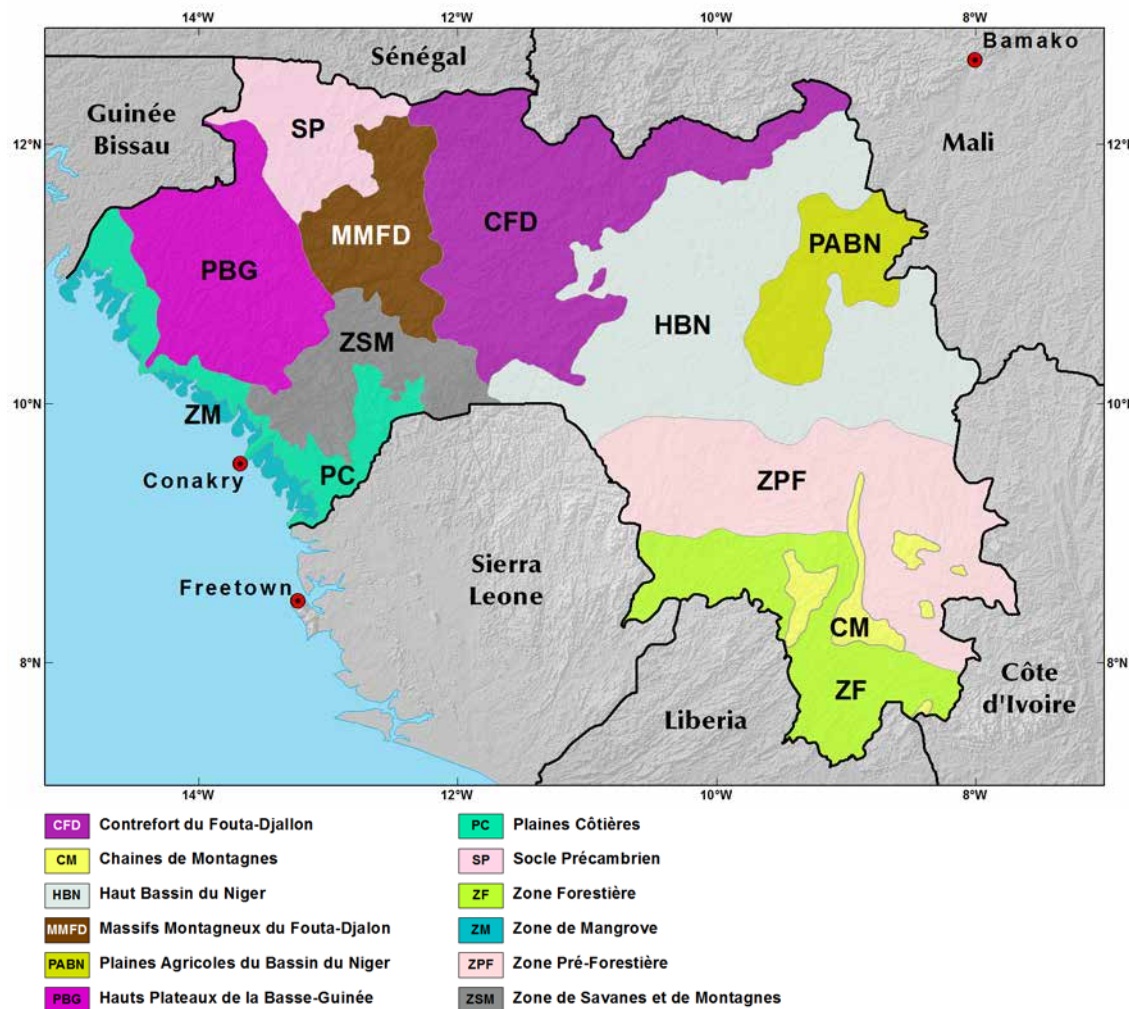 14°W
12°W
10°W
8°W
Bamako
Sénégal
Guinée
Bissau
SP
Mali
12°N
12°N
MMFD
CFD
PABN
PBG
HBN
ZSM
10°N
10°N
ZM
Conakry
PC
ZPF
Sierra
Leone
Freetown
CM
8°N
8°N
ZF
Côte
d'Ivoire
Liberia
14°W
12°W
10°W
8°W
CFD Contrefort du Fouta-Djallon
CM Chaines de Montagnes
HBN Haut Bassin du Niger
MMFD Massifs Montagneux du Fouta-Djalon
PABN Plaines Agricoles du Bassin du Niger
PBG Hauts Plateaux de la Basse-Guinée
PC Plaines Côtières
SP Socle Précambrien
ZF Zone Forestière
ZM Zone de Mangrove
ZPF Zone Pré-Forestière
ZSM Zone de Savanes et de Montagnes